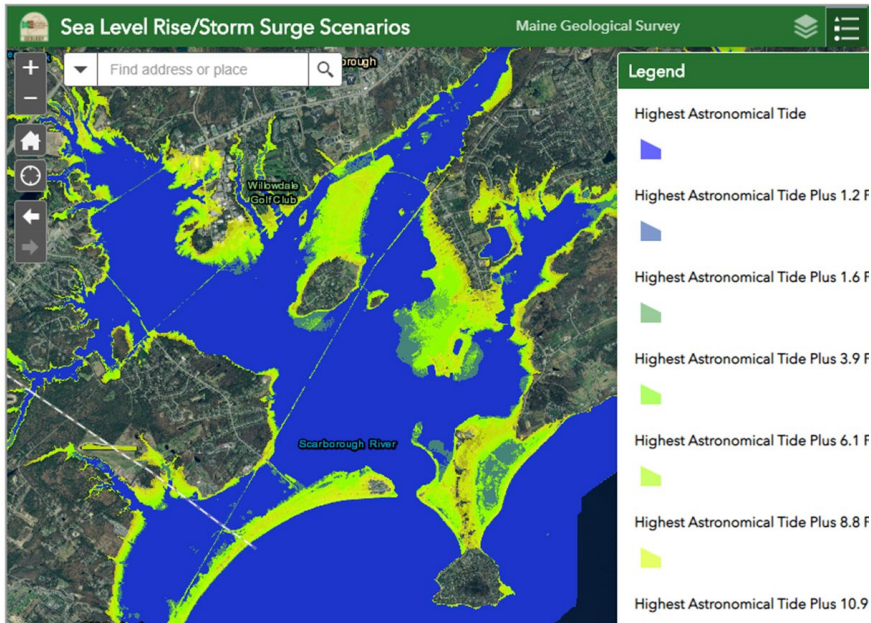 Sea Level Rise/Storm Surge Scenarios
Maine Geological Survey
Find address or place
Legend
Highest Astronomical Tide
Highest Astronomical Tide Plus 1.2 F
Highest Astronomical Tide Plus 1.6 F
Highest Astronomical Tide Plus 3.9 F
Highest Astronomical Tide Plus 6.1 F
Highest Astronomical Tide Plus 8.8 F
Highest Astronomical Tide Plus 10.9
orough
Willowdale
Golf Club
Scarborough River